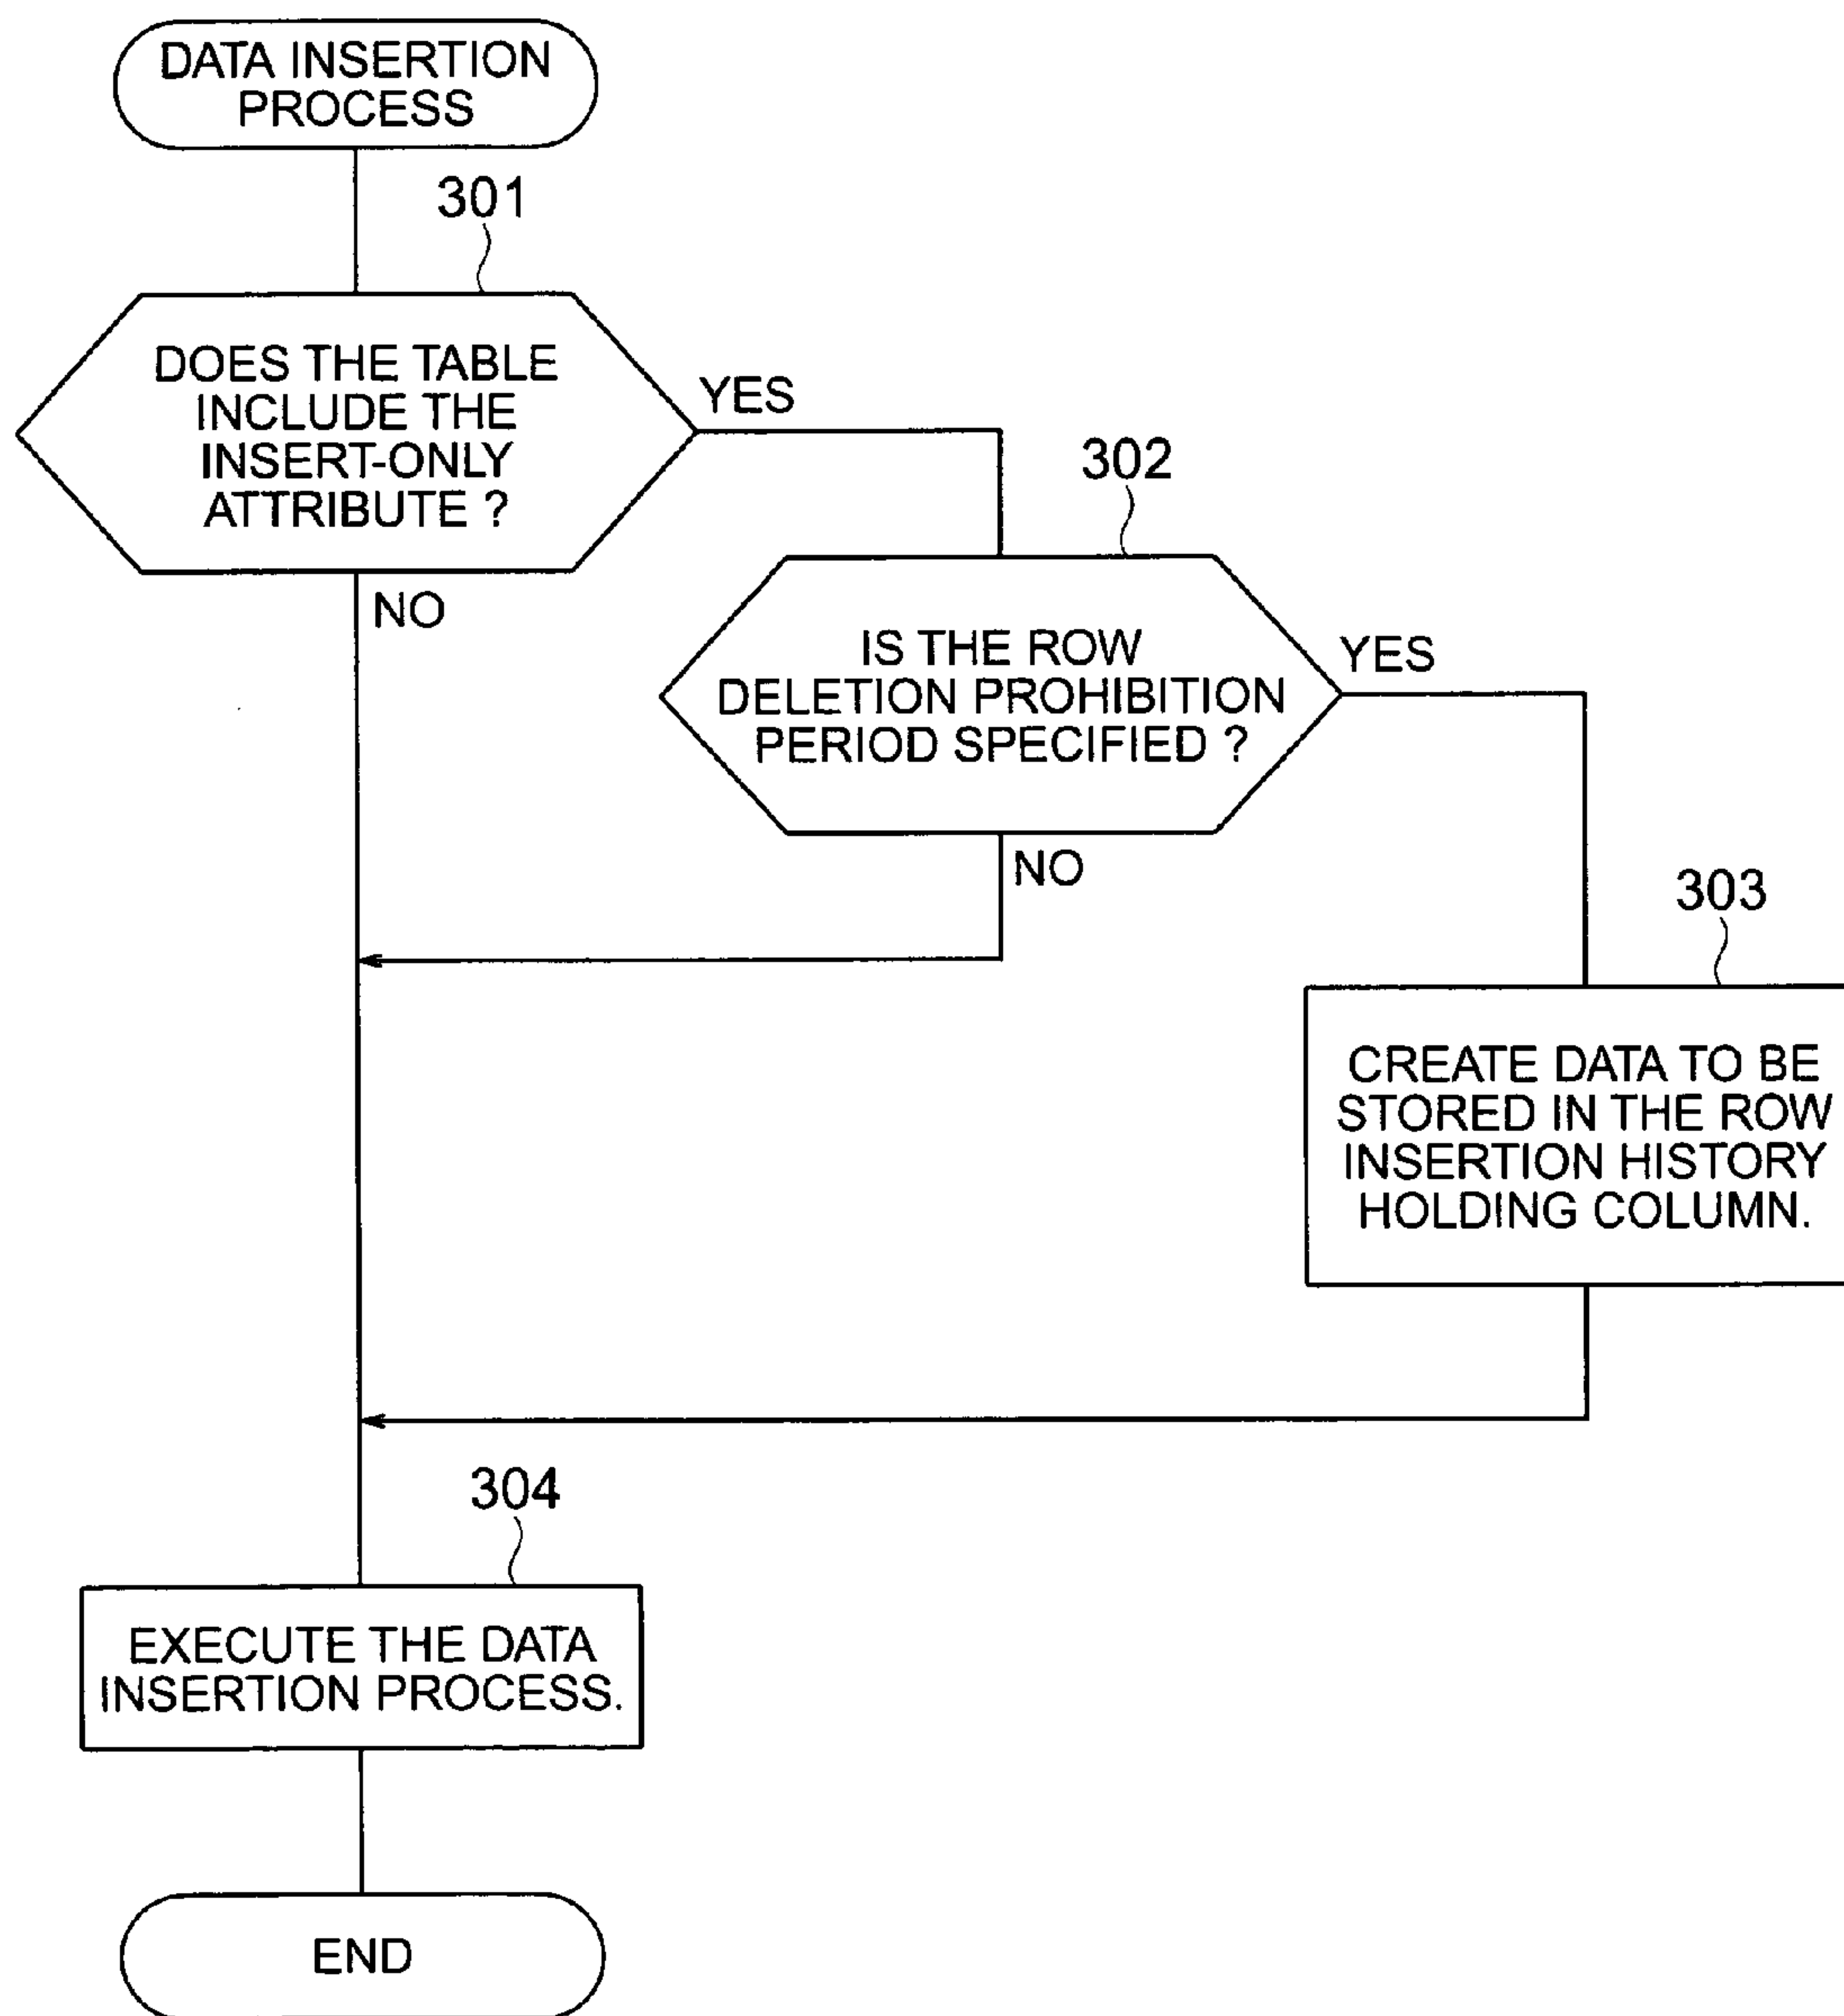 DATA INSERTION
PROCESS
301
DOES THE TABLE
INCLUDE THE
INSERT-ONLY
ATTRIBUTE ?
YES
NO
302
IS THE ROW
DELETION PROHIBITION
PERIOD SPECIFIED ?
YES
NO
303
CREATE DATA TO BE
STORED IN THE ROW
INSERTION HISTORY
HOLDING COLUMN.
304
EXECUTE THE DATA
INSERTION PROCESS.
END